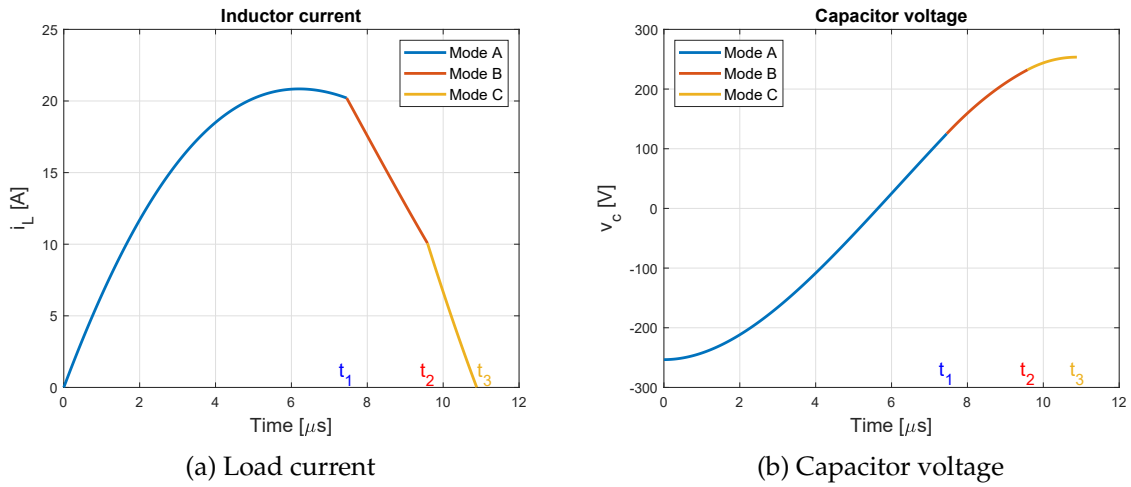 Inductor current
25
20
15
10
5
0
i_L [A]
Mode A
Mode B
Mode C
t_1
t_2
t_3
0 2 4 6 8 10 12
Time [μs]
(a) Load current
Capacitor voltage
300
200
100
0
-100
-200
-300
v_c [V]
Mode A
Mode B
Mode C
t_1
t_2
t_3
0 2 4 6 8 10 12
Time [μs]
(b) Capacitor voltage